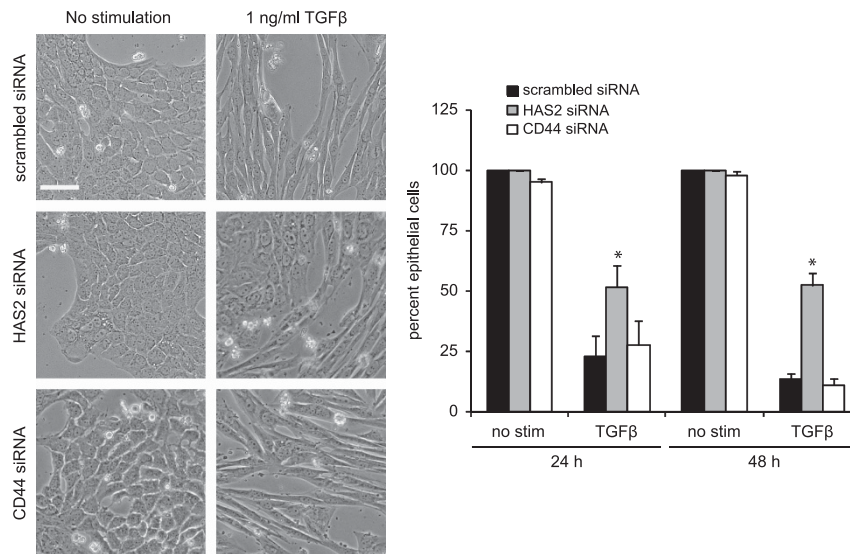 No stimulation
1 ng/ml TGFβ
scrambled siRNA
HAS2 siRNA
CD44 siRNA
scrambled siRNA
HAS2 siRNA
CD44 siRNA
percent epithelial cells
125
100
75
50
25
0
*
*
no stim
TGFβ
no stim
TGFβ
24 h
48 h